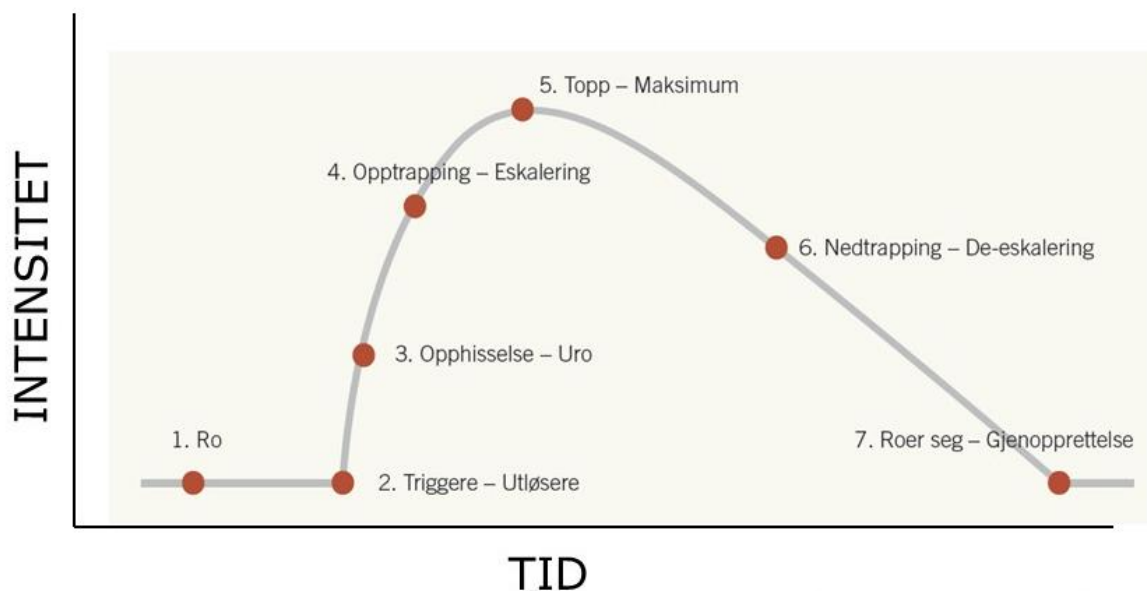 INTENSITET
5. Topp – Maksimum
4. Opptrapping – Eskalering
6. Nedtrapping – De-eskalering
3. Opphisselse – Uro
1. Ro
7. Roer seg – Gjenopprettelse
2. Triggere – Utløsere
TID